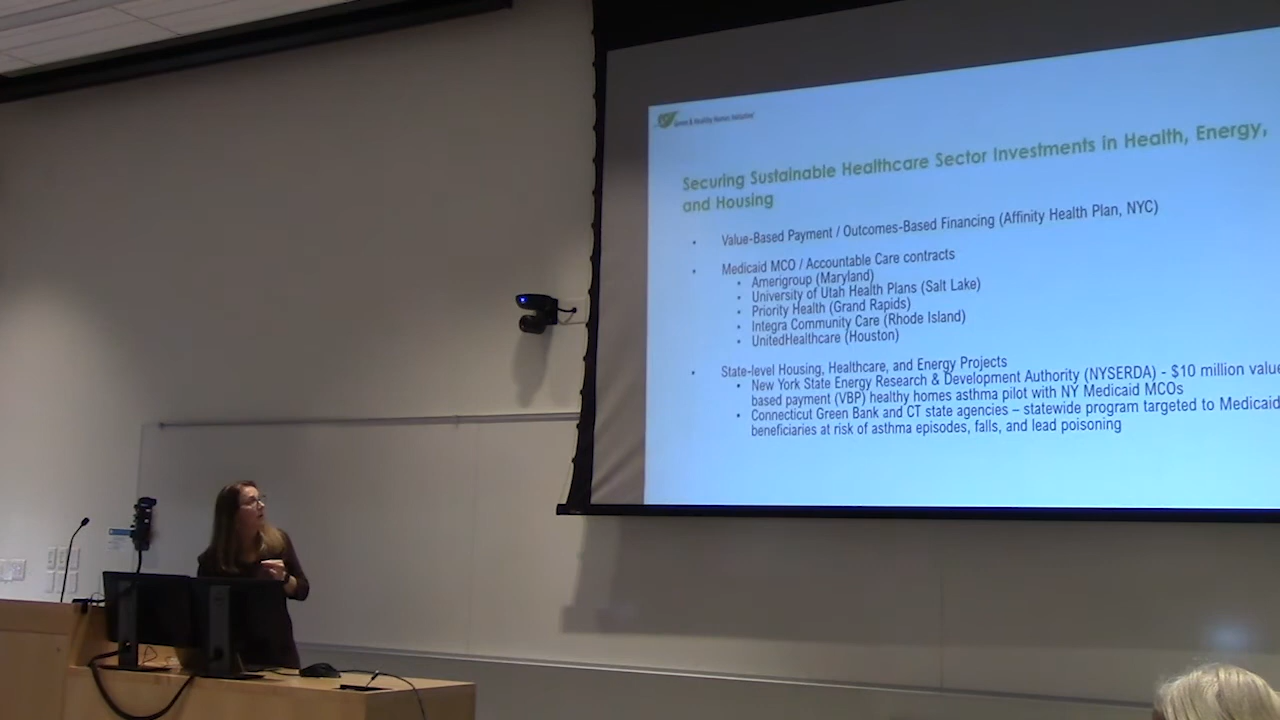 Green & Healthy Homes Initiative
Securing Sustainable Healthcare Sector Investments in Health, Energy,
and Housing
• Value-Based Payment / Outcomes-Based Financing (Affinity Health Plan, NYC)
• Medicaid MCO / Accountable Care contracts
• Amerigroup (Maryland)
• University of Utah Health Plans (Salt Lake)
• Priority Health (Grand Rapids)
• Integra Community Care (Rhode Island)
• UnitedHealthcare (Houston)
• State-level Housing, Healthcare, and Energy Projects
• New York State Energy Research & Development Authority (NYSERDA) - $10 million value
based payment (VBP) healthy homes asthma pilot with NY Medicaid MCOs
• Connecticut Green Bank and CT state agencies – statewide program targeted to Medicaid
beneficiaries at risk of asthma episodes, falls, and lead poisoning